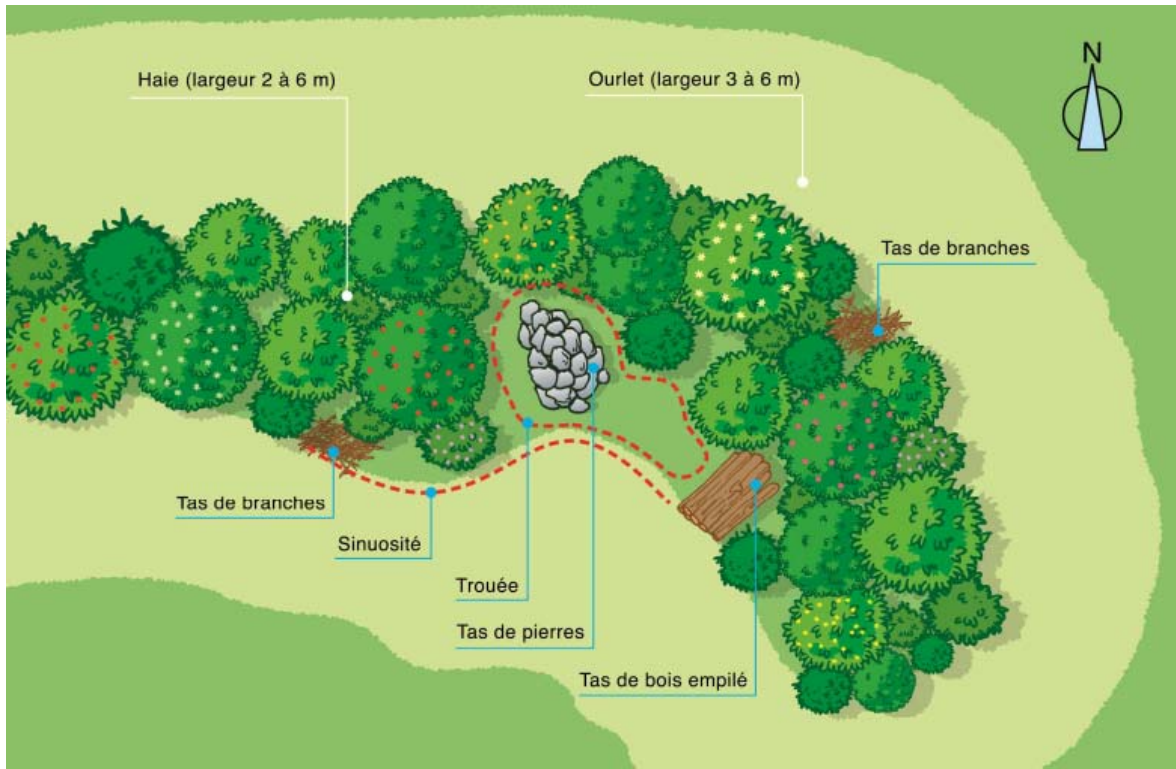 Haie (largeur 2 à 6 m)
Ourlet (largeur 3 à 6 m)
N
Tas de branches
Tas de branches
Sinuosité
Trouée
Tas de pierres
Tas de bois empilé